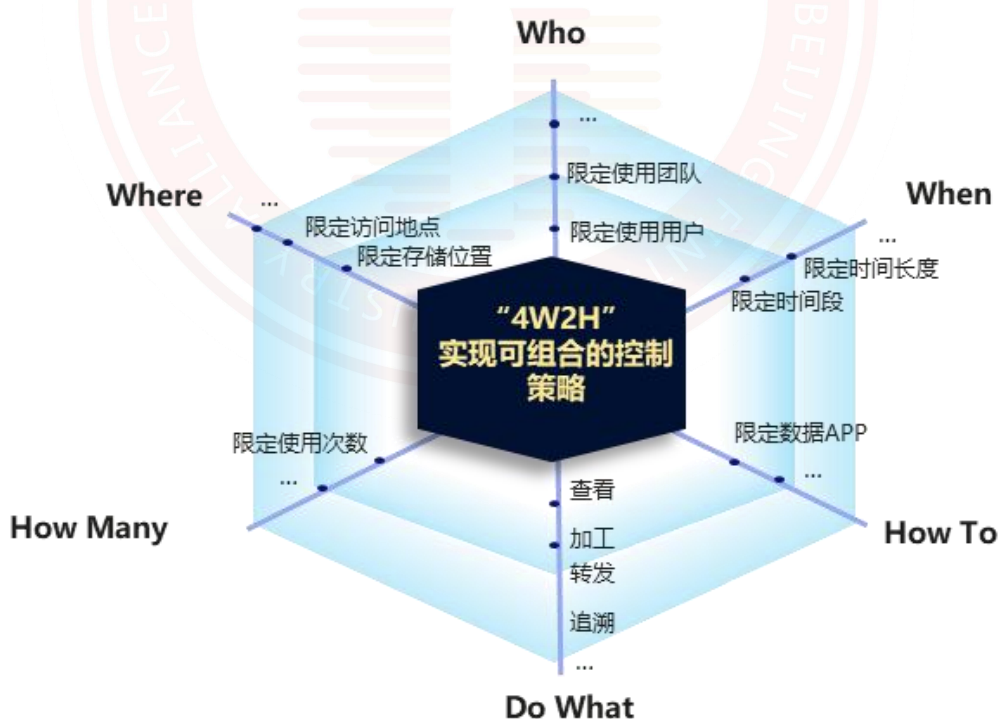 Who
...
限定使用团队
限定使用用户
Where
...
限定访问地点
限定存储位置
When
...
限定时间长度
限定时间段
“4W2H”
实现可组合的控制
策略
限定使用次数
...
How Many
限定数据APP
...
How To
查看
加工
转发
追溯
...
Do What
ALLIANCE
BEIJING